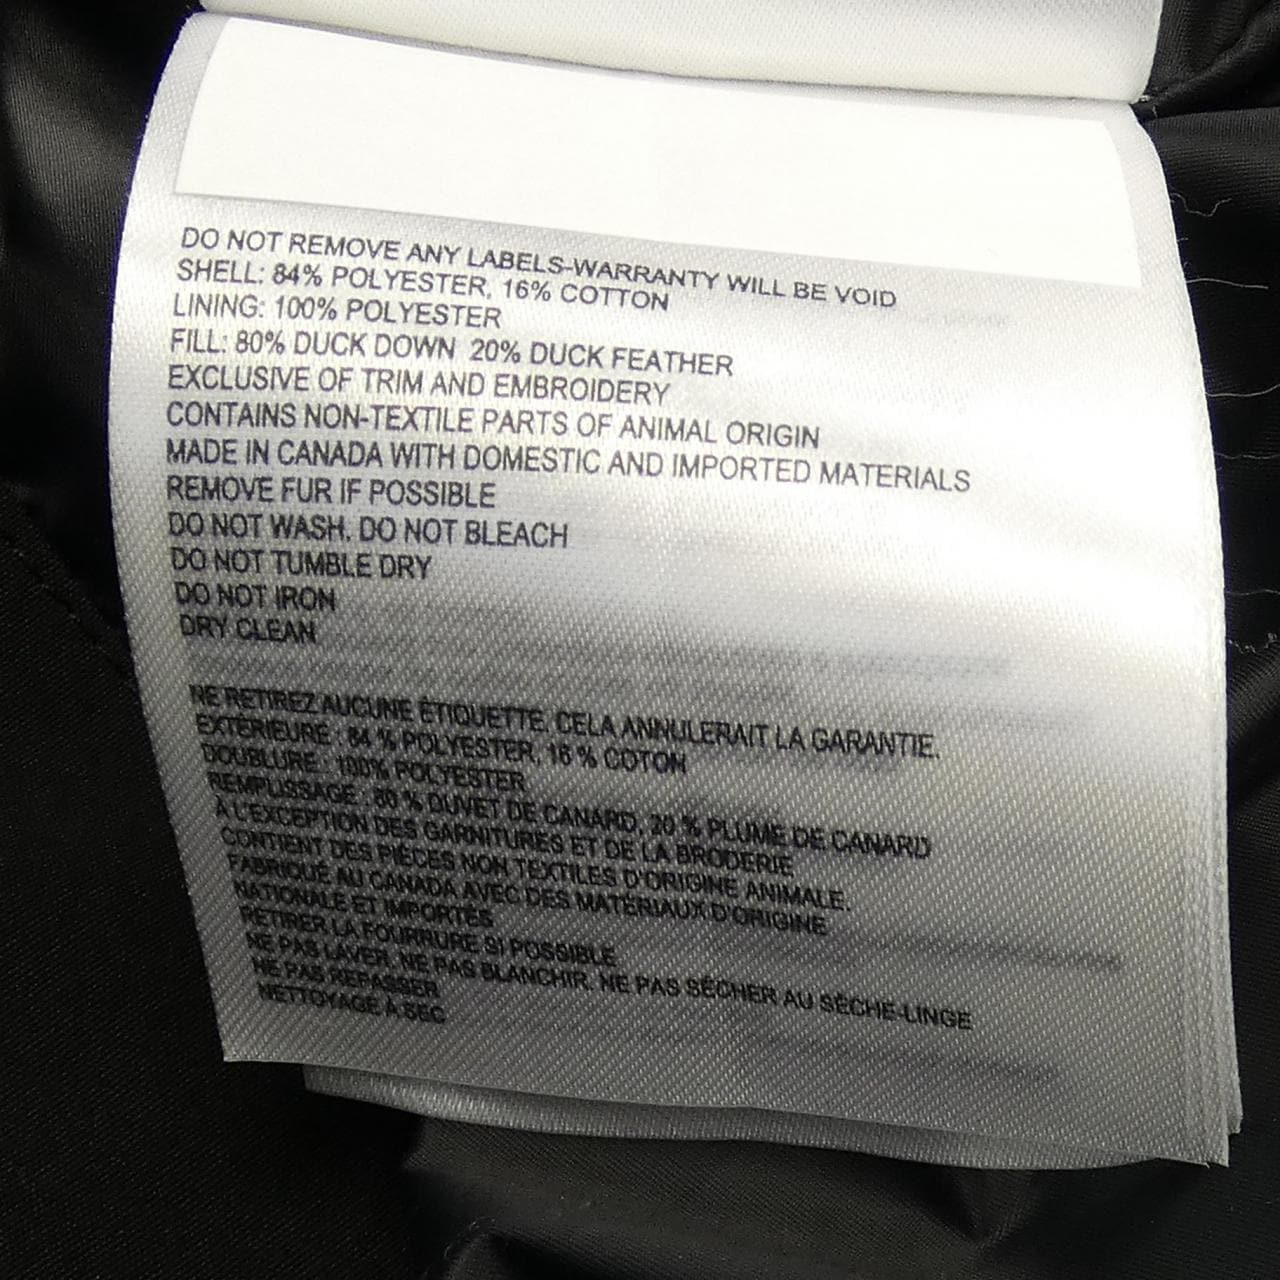 DO NOT REMOVE ANY LABELS-WARRANTY WILL BE VOID
SHELL: 84% POLYESTER, 16% COTTON
LINING: 100% POLYESTER
FILL: 80% DUCK DOWN 20% DUCK FEATHER
EXCLUSIVE OF TRIM AND EMBROIDERY
CONTAINS NON-TEXTILE PARTS OF ANIMAL ORIGIN
MADE IN CANADA WITH DOMESTIC AND IMPORTED MATERIALS
REMOVE FUR IF POSSIBLE
DO NOT WASH. DO NOT BLEACH
DO NOT TUMBLE DRY
DO NOT IRON
DRY CLEAN
NE RETIREZ AUCUNE ÉTIQUETTE. CELA ANNULERAIT LA GARANTIE.
EXTÉRIEURE : 84 % POLYESTER, 16 % COTON
DOUBLURE : 100% POLYESTER
REMPLISSAGE : 80 % DUVET DE CANARD, 20 % PLUME DE CANARD
À L'EXCEPTION DES GARNITURES ET DE LA BRODERIE
CONTIENT DES PIÈCES NON TEXTILES D'ORIGINE ANIMALE.
FABRIQUÉ AU CANADA AVEC DES MATÉRIAUX D'ORIGINE
NATIONALE ET IMPORTÉS
RETIRER LA FOURRURE SI POSSIBLE
NE PAS LAVER. NE PAS BLANCHIR. NE PAS SÉCHER AU SÈCHE-LINGE
NE PAS REPASSER
NETTOYAGE À SEC